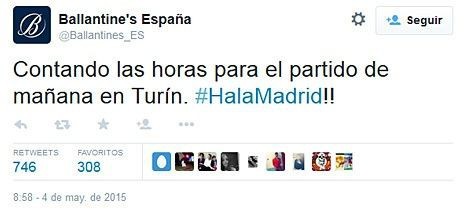 Ballantine's España
@Ballantines_ES
Seguir
Contando las horas para el partido de
mañana en Turín. #HalaMadrid!!
RETWEETS
746
FAVORITOS
308
8:58 - 4 de may. de 2015